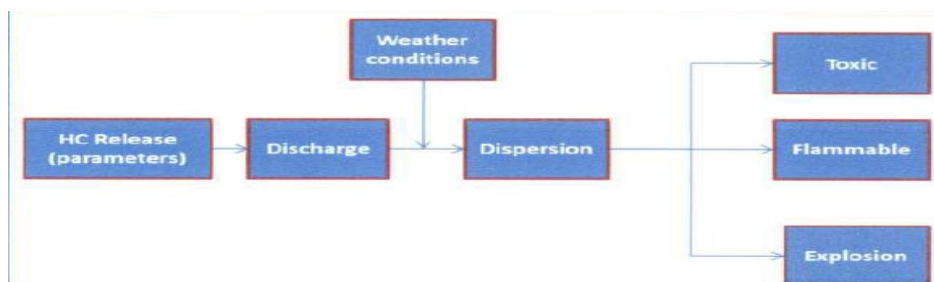 Weather
conditions
Toxic
HC Release
(parameters)
Discharge
Dispersion
Flammable
Explosion